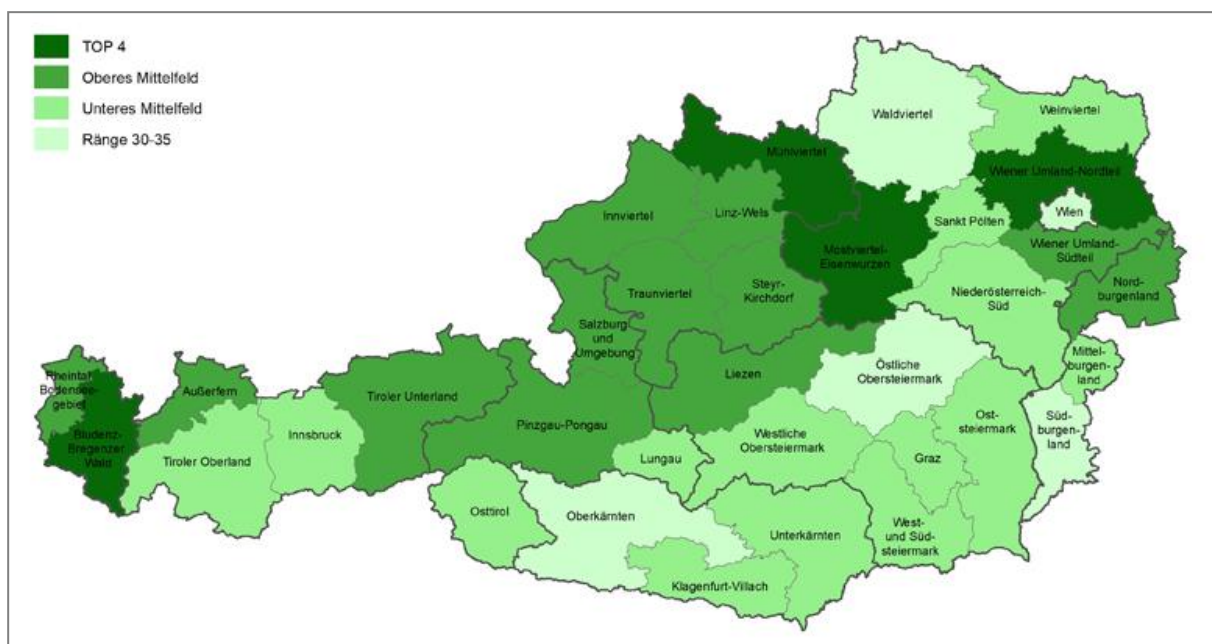 TOP 4
Oberes Mittelfeld
Unteres Mittelfeld
Ränge 30-35
Waldviertel
Weinviertel
Mühlviertel
Wiener Umland-Nordteil
Innviertel
Linz-Wels
Sankt Pölten
Wien
Mostviertel-
Eisenwurzen
Wiener Umland-
Südteil
Traunviertel
Steyr-
Kirchdorf
Niederösterreich-
Süd
Nord-
burgenland
Salzburg
und
Umgebung
Liezen
Östliche
Obersteiermark
Mittel-
burgenland
Rheintal-
Bodensee-
gebiet
Außerfern
Tiroler Unterland
Bludenz-
Bregenzer
Wald
Pinzgau-Pongau
Ost-
steiermark
Süd-
burgen-
land
Innsbruck
Tiroler Oberland
Westliche
Obersteiermark
Lungau
Graz
Osttirol
Oberkärnten
Unterkärnten
West-
und Süd-
steiermark
Klagenfurt-Villach